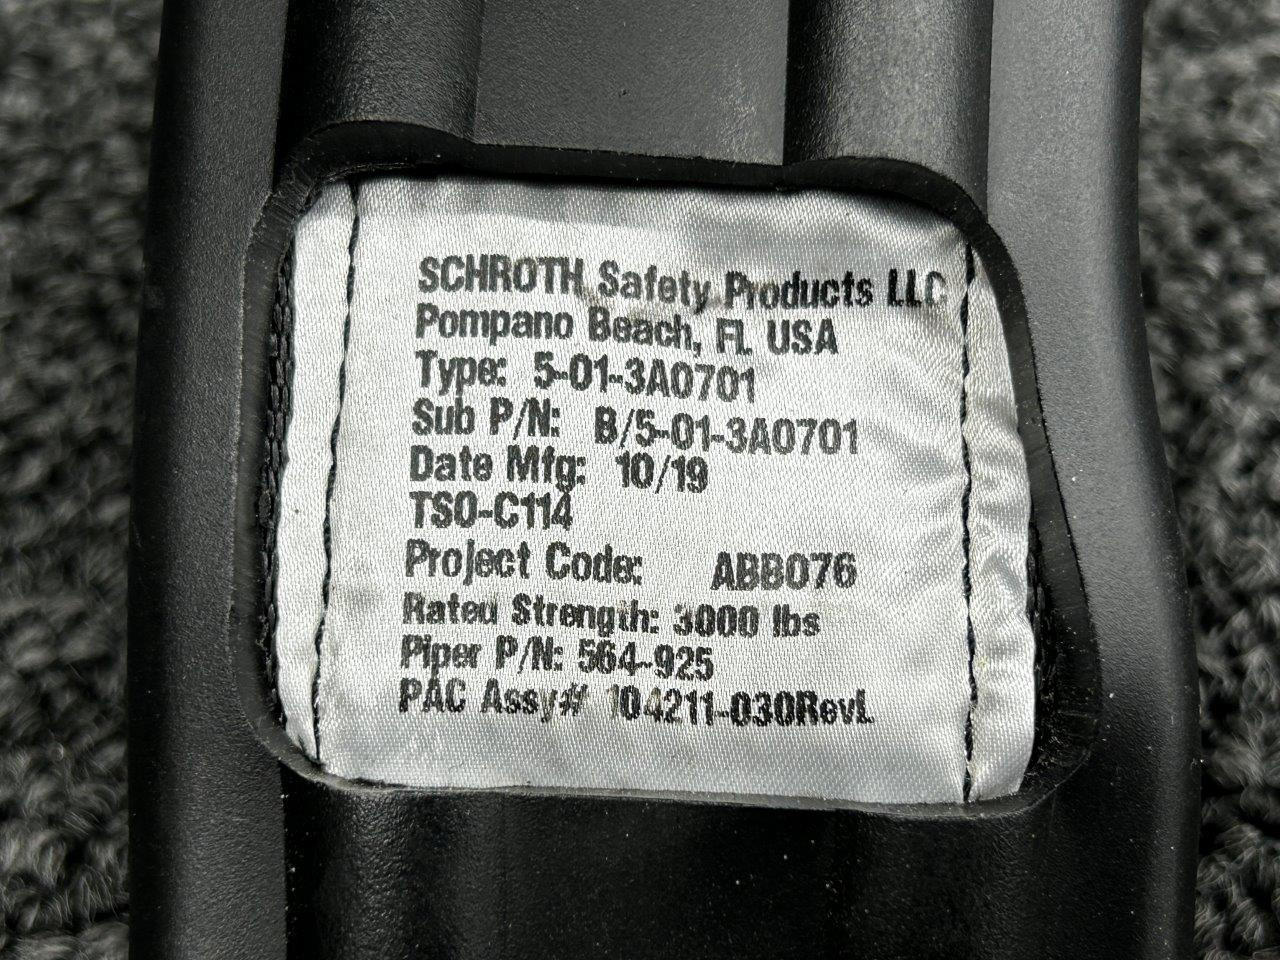 SCHROTH Safety Products LLC
Pompano Beach, FL USA
Type: 5-01-3A0701
Sub P/N: B/5-01-3A0701
Date Mfg: 10/19
TSO-C114
Project Code: ABB076
Rated Strength: 3000 lbs
Piper P/N: 564-925
PAC Assy# 104211-030RevL